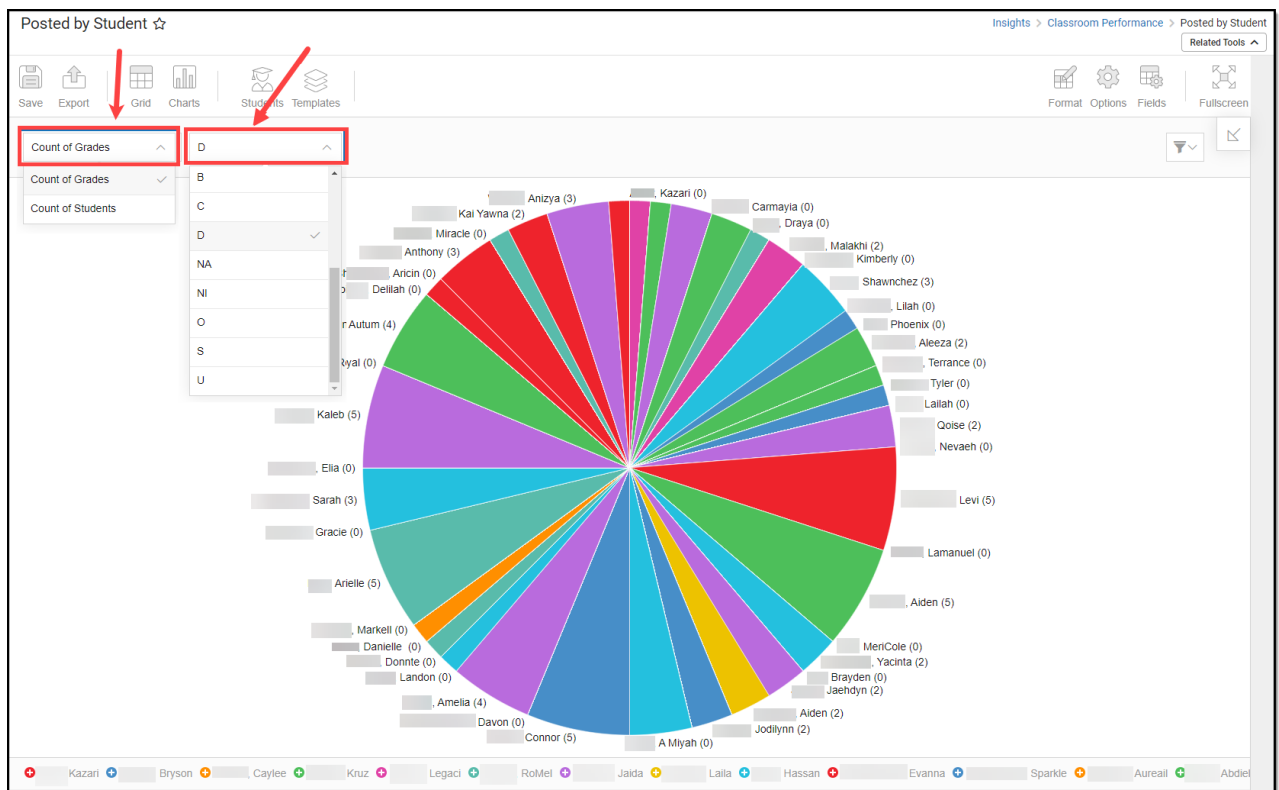 Posted by Student
Insights > Classroom Performance > Posted by Student
Related Tools
Save Export Grid Charts Students Templates
Format Options Fields Fullscreen
Count of Grades
D
Count of Grades
Count of Students
B
C
D
NA
NI
O
S
U
Anizya (3)
Kai Yawna (2)
Miracle (0)
Anthony (3)
, Aricin (0)
Delilah (0)
r Autum (4)
Riyal (0)
Kaleb (5)
, Elia (0)
Sarah (3)
Gracie (0)
Arielle (5)
, Markell (0)
Danielle (0)
Donnte (0)
Landon (0)
, Amelia (4)
Davon (0)
Connor (5)
, Kazari (0)
Carmayia (0)
, Draya (0)
, Malakhi (2)
Kimberly (0)
Shawnchez (3)
, Lilah (0)
Phoenix (0)
Aleeza (2)
, Terrance (0)
Tyler (0)
Lailah (0)
Qoise (2)
, Nevaeh (0)
Levi (5)
Lamanuel (0)
, Aiden (5)
MeriCole (0)
, Yacinta (2)
Brayden (0)
Jaehdyn (2)
Aiden (2)
Jodilynn (2)
A Miyah (0)
Kazari Bryson , Caylee Kruz Legaci RoMel Jaida Laila Hassan Evanna Sparkle Aureail Abdiel